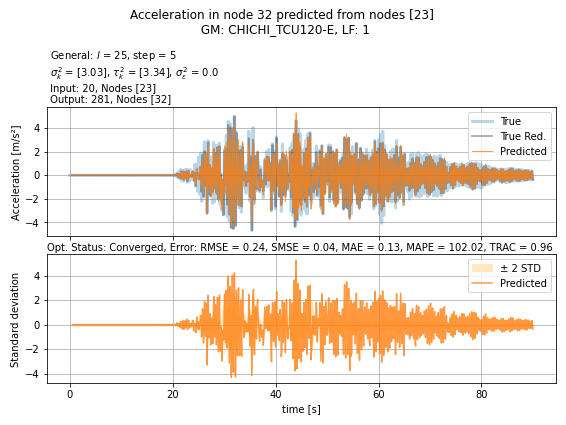 Acceleration in node 32 predicted from nodes [23]
GM: CHICHI_TCU120-E, LF: 1
General: l = 25, step = 5
σ²ₖ = [3.03], τ²ₖ = [3.34], σ²ε = 0.0
Input: 20, Nodes [23]
Output: 281, Nodes [32]
Acceleration [m/s²]
4
2
0
−2
−4
True
True Red.
Predicted
Opt. Status: Converged, Error: RMSE = 0.24, SMSE = 0.04, MAE = 0.13, MAPE = 102.02, TRAC = 0.96
Standard deviation
4
2
0
−2
−4
± 2 STD
Predicted
0 20 40 60 80
time [s]